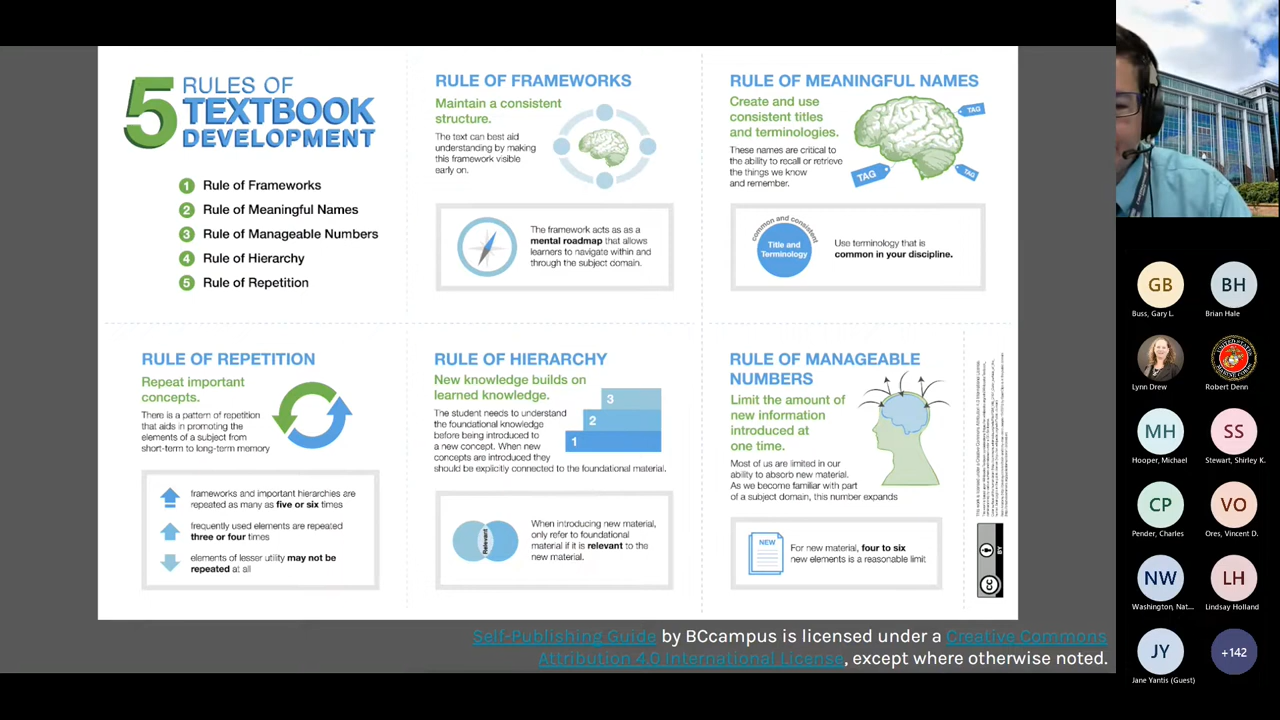 5 RULES OF
TEXTBOOK
DEVELOPMENT
1 Rule of Frameworks
2 Rule of Meaningful Names
3 Rule of Manageable Numbers
4 Rule of Hierarchy
5 Rule of Repetition
RULE OF FRAMEWORKS
Maintain a consistent
structure.
The text can best aid
understanding by making
this framework visible
early on.
The framework acts as as a
mental roadmap that allows
learners to navigate within and
through the subject domain.
RULE OF MEANINGFUL NAMES
Create and use
consistent titles
and terminologies.
These names are critical to
the ability to recall or retrieve
the things we know
and remember.
TAG
TAG
TAG
common and consistent
Title and
Terminology
Use terminology that is
common in your discipline.
RULE OF REPETITION
Repeat important
concepts.
There is a pattern of repetition
that aids in promoting the
elements of a subject from
short-term to long-term memory
frameworks and important hierarchies are
repeated as many as five or six times
frequently used elements are repeated
three or four times
elements of lesser utility may not be
repeated at all
RULE OF HIERARCHY
New knowledge builds on
learned knowledge.
The student needs to understand
the foundational knowledge
before being introduced to
a new concept. When new
concepts are introduced they
should be explicitly connected to the foundational material.
3
2
1
Relevant
When introducing new material,
only refer to foundational
material if it is relevant to the
new material.
RULE OF MANAGEABLE
NUMBERS
Limit the amount of
new information
introduced at
one time.
Most of us are limited in our
ability to absorb new material.
As we become familiar with part
of a subject domain, this number expands
NEW
For new material, four to six
new elements is a reasonable limit
CC
BY
Self-Publishing Guide by BCcampus is licensed under a Creative Commons
Attribution 4.0 International License, except where otherwise noted.
GB
Buss, Gary L.
BH
Brian Hale
Lynn Drew
Robert Denn
MH
Hooper, Michael
SS
Stewart, Shirley K.
CP
Pender, Charles
VO
Ores, Vincent D.
NW
Washington, Nat...
LH
Lindsay Holland
JY
Jane Yantis (Guest)
+142